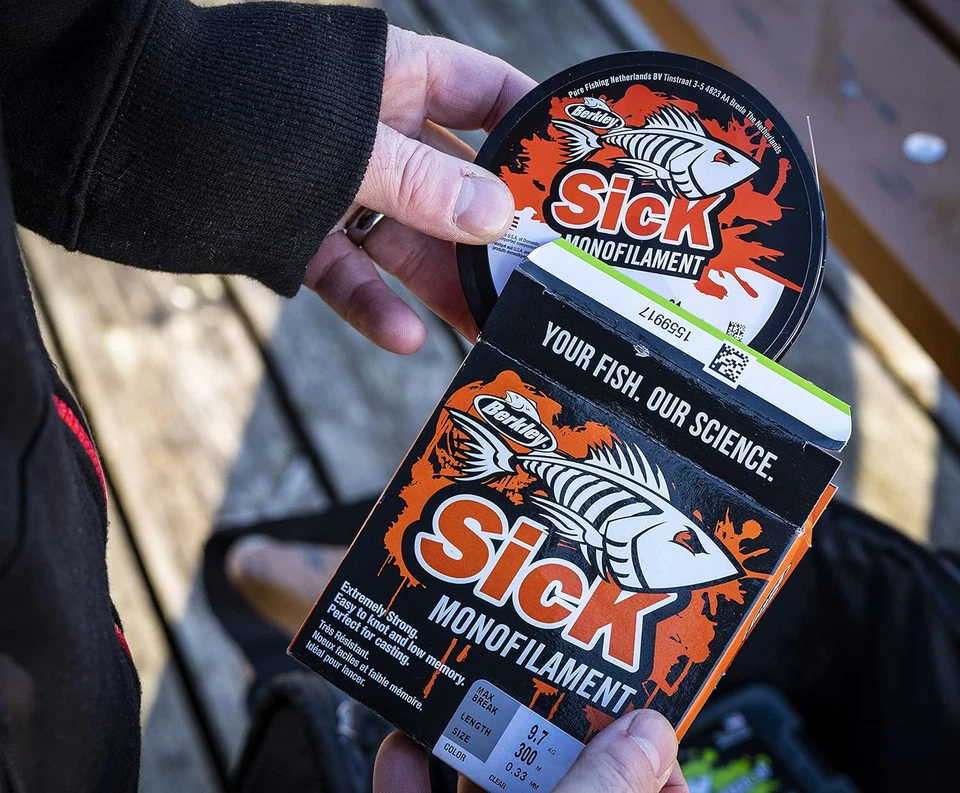 Pure Fishing Netherlands BV Tinstraat 3-5 4823 AA Breda The Netherlands
Berkley
SicK
MONOFILAMENT
1559917
YOUR FISH. OUR SCIENCE.
Berkley
SicK
MONOFILAMENT
Extremely Strong.
Easy to knot and low memory.
Perfect for casting.
Très Résistant.
Noeux faciles et faible mémoire.
Idéal pour lancer.
MAX BREAK 9.7 KG
LENGTH 300 M
SIZE 0.33 MM
COLOR CLEAR